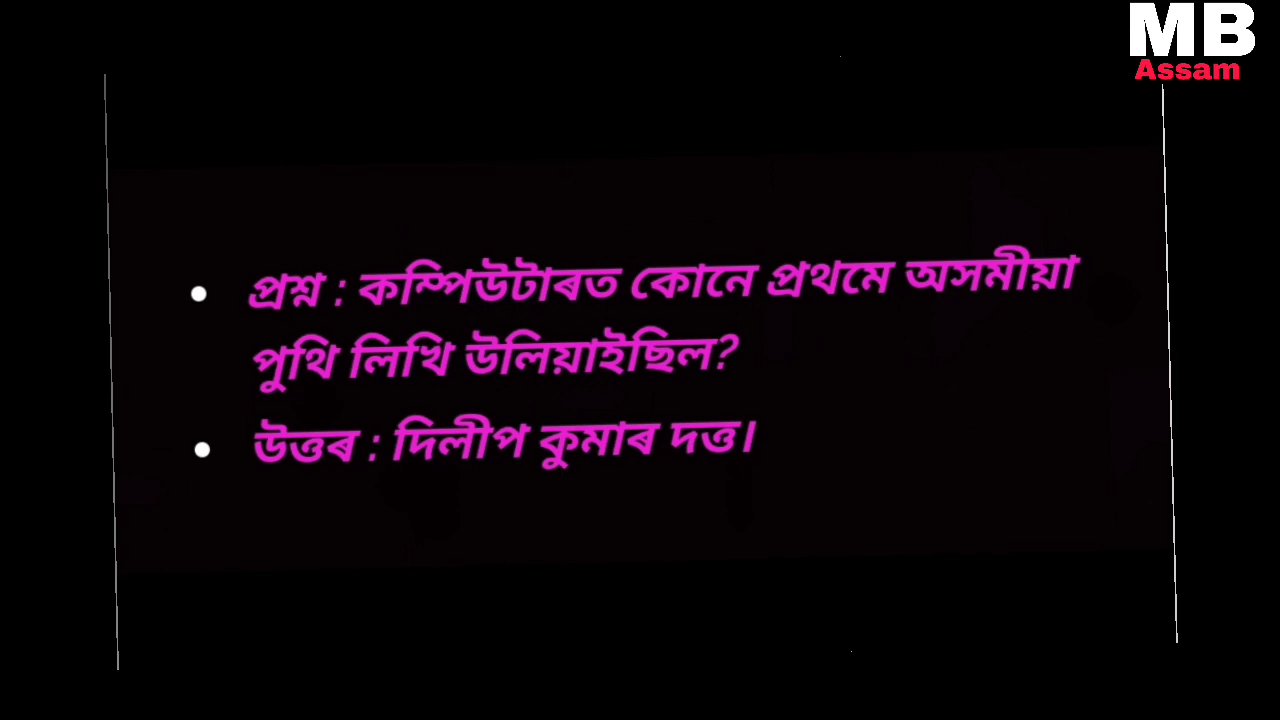 MB
Assam
প্ৰশ্ন : কম্পিউটাৰত কোনে প্ৰথমে অসমীয়া
পুথি লিখি উলিয়াইছিল?
উত্তৰ : দিলীপ কুমাৰ দত্ত।